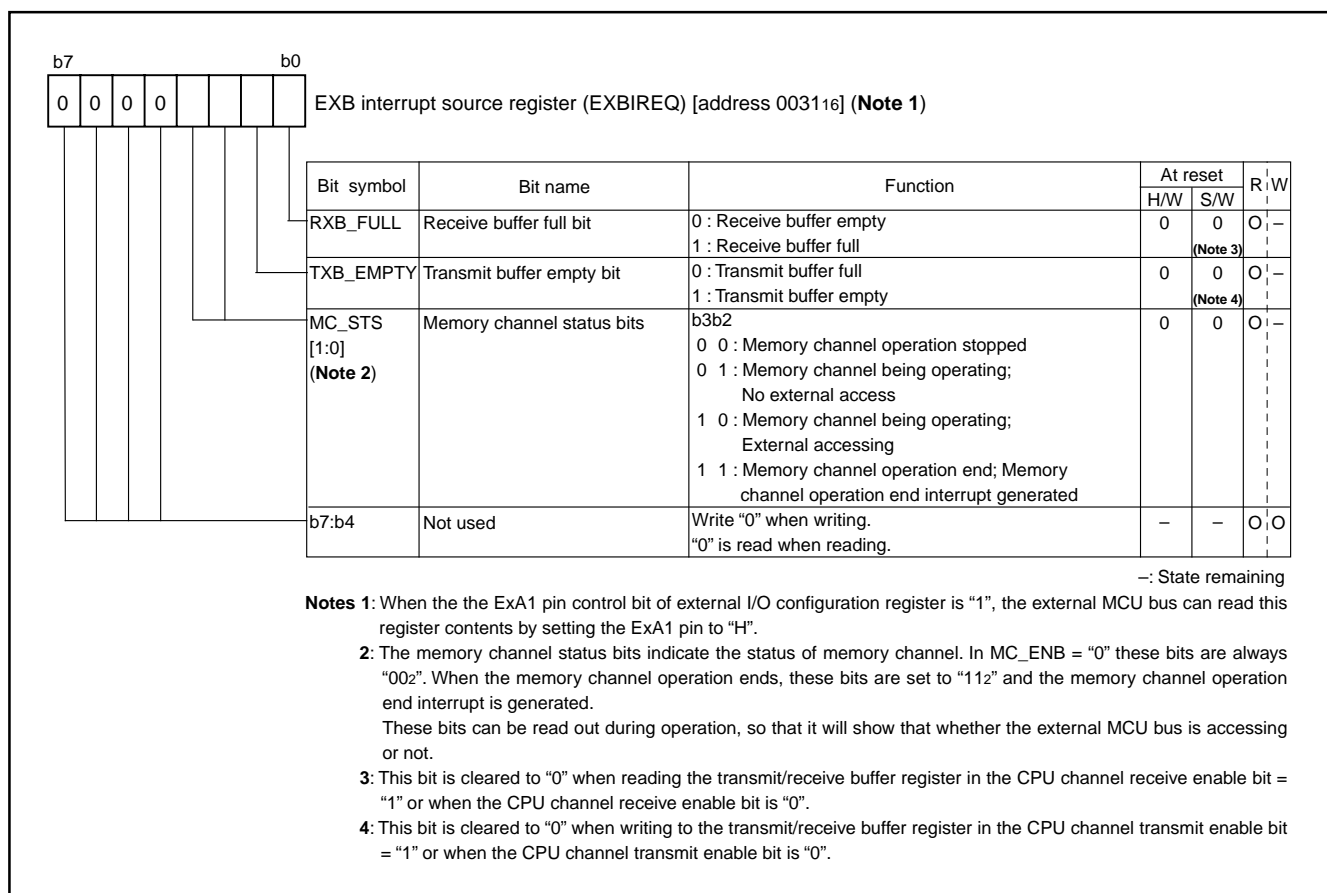 b7 b0
0 0 0 0
EXB interrupt source register (EXBIREQ) [address 003116] (Note 1)
Bit symbol Bit name Function At reset R W
H/W S/W
RXB_FULL Receive buffer full bit 0 : Receive buffer empty 0 0 O –
1 : Receive buffer full (Note 3)
TXB_EMPTY Transmit buffer empty bit 0 : Transmit buffer full 0 0 O –
1 : Transmit buffer empty (Note 4)
MC_STS Memory channel status bits b3b2 0 0 O –
[1:0] 0 0 : Memory channel operation stopped
(Note 2) 0 1 : Memory channel being operating;
No external access
1 0 : Memory channel being operating;
External accessing
1 1 : Memory channel operation end; Memory
channel operation end interrupt generated
b7:b4 Not used Write “0” when writing. – – O O
“0” is read when reading.
–: State remaining
Notes 1: When the the ExA1 pin control bit of external I/O configuration register is “1”, the external MCU bus can read this
register contents by setting the ExA1 pin to “H”.
2: The memory channel status bits indicate the status of memory channel. In MC_ENB = “0” these bits are always
“002”. When the memory channel operation ends, these bits are set to “112” and the memory channel operation
end interrupt is generated.
These bits can be read out during operation, so that it will show that whether the external MCU bus is accessing
or not.
3: This bit is cleared to “0” when reading the transmit/receive buffer register in the CPU channel receive enable bit =
“1” or when the CPU channel receive enable bit is “0”.
4: This bit is cleared to “0” when writing to the transmit/receive buffer register in the CPU channel transmit enable bit
= “1” or when the CPU channel transmit enable bit is “0”.